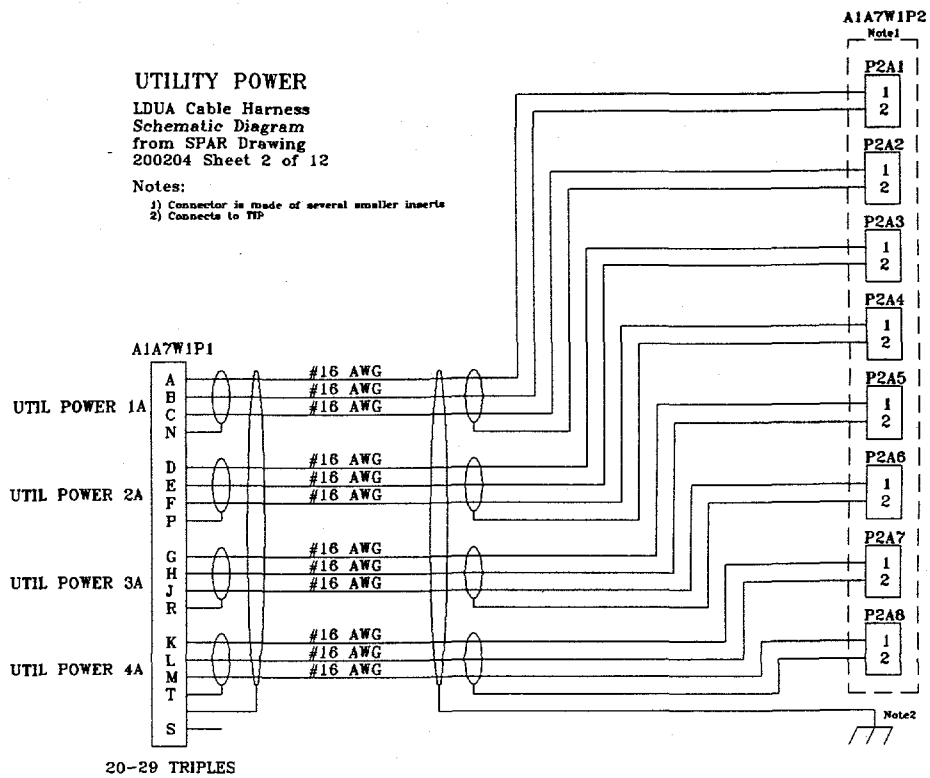 A1A7W1P2
Note1
UTILITY POWER
LDUA Cable Harness
Schematic Diagram
from SPAR Drawing
200204 Sheet 2 of 12
Notes:
1) Connector is made of several smaller inserts
2) Connects to TIP
P2A1
1
2
P2A2
1
2
P2A3
1
2
P2A4
1
2
P2A5
1
2
P2A6
1
2
P2A7
1
2
P2A8
1
2
Note2
A1A7W1P1
UTIL POWER 1A
A
B
C
N
#16 AWG
#16 AWG
#16 AWG
UTIL POWER 2A
D
E
F
P
#16 AWG
#16 AWG
#16 AWG
UTIL POWER 3A
G
H
J
R
#16 AWG
#16 AWG
#16 AWG
UTIL POWER 4A
K
L
M
T
#16 AWG
#16 AWG
#16 AWG
S
20-29 TRIPLES